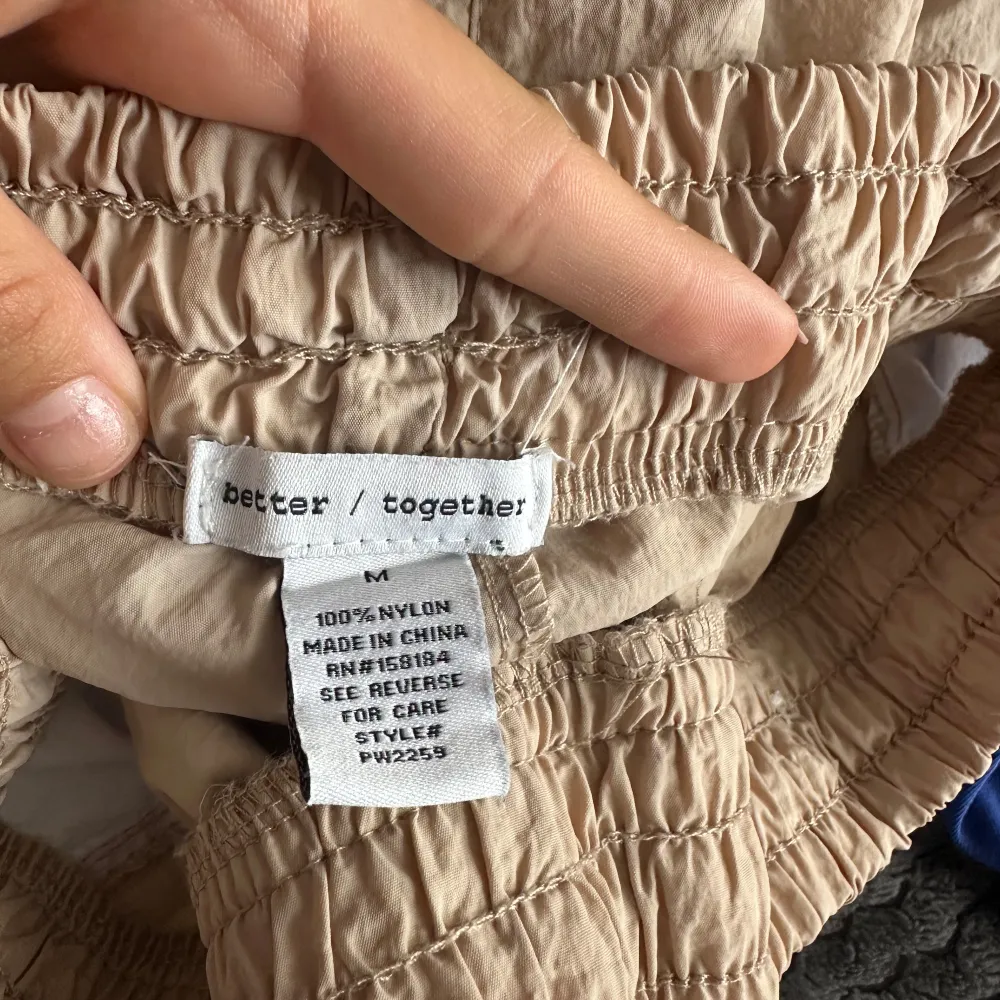 better / together
M
100% NYLON
MADE IN CHINA
RN#158184
SEE REVERSE
FOR CARE
STYLE#
PW2259